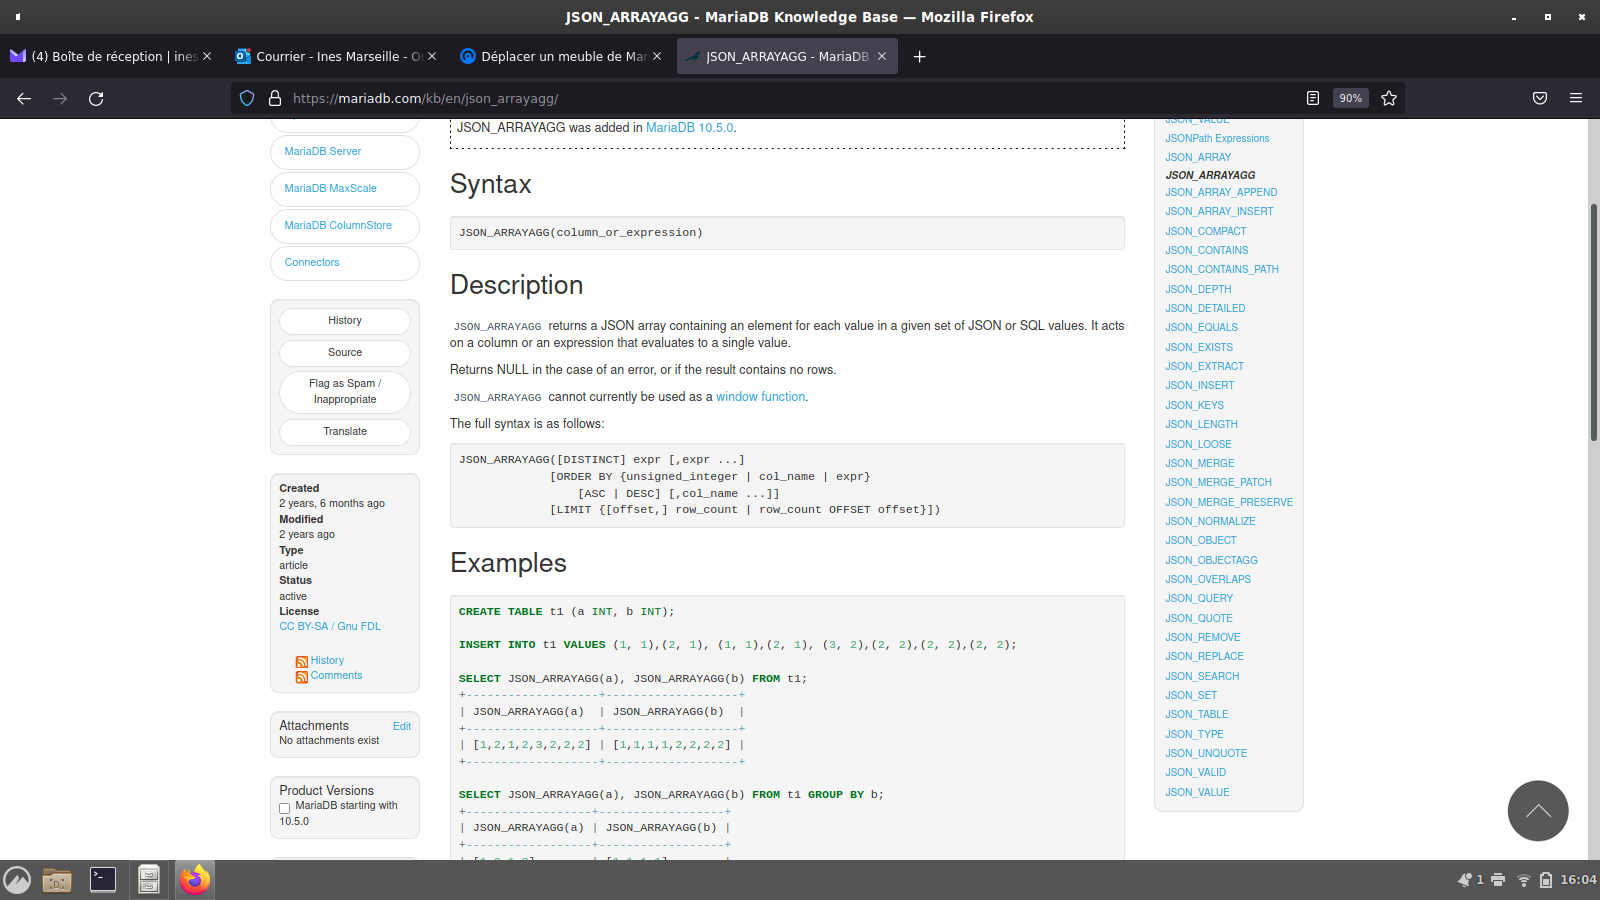 JSON_ARRAYAGG - MariaDB Knowledge Base — Mozilla Firefox
(4) Boîte de réception | ines
Courrier - Ines Marseille - O
Déplacer un meuble de Mar
JSON_ARRAYAGG - MariaDB
https://mariadb.com/kb/en/json_arrayagg/
90%
MariaDB Server
MariaDB MaxScale
MariaDB ColumnStore
Connectors
History
Source
Flag as Spam /
Inappropriate
Translate
Created
2 years, 6 months ago
Modified
2 years ago
Type
article
Status
active
License
CC BY-SA / Gnu FDL
History
Comments
Attachments Edit
No attachments exist
Product Versions
MariaDB starting with
10.5.0
JSON_ARRAYAGG was added in MariaDB 10.5.0.
Syntax
JSON_ARRAYAGG(column_or_expression)
Description
JSON_ARRAYAGG returns a JSON array containing an element for each value in a given set of JSON or SQL values. It acts
on a column or an expression that evaluates to a single value.
Returns NULL in the case of an error, or if the result contains no rows.
JSON_ARRAYAGG cannot currently be used as a window function.
The full syntax is as follows:
JSON_ARRAYAGG([DISTINCT] expr [,expr ...]
[ORDER BY {unsigned_integer | col_name | expr}
[ASC | DESC] [,col_name ...]]
[LIMIT {[offset,] row_count | row_count OFFSET offset}])
Examples
CREATE TABLE t1 (a INT, b INT);
INSERT INTO t1 VALUES (1, 1),(2, 1), (1, 1),(2, 1), (3, 2),(2, 2),(2, 2),(2, 2);
SELECT JSON_ARRAYAGG(a), JSON_ARRAYAGG(b) FROM t1;
+-------------------+-------------------+
| JSON_ARRAYAGG(a)  | JSON_ARRAYAGG(b)  |
+-------------------+-------------------+
| [1,2,1,2,3,2,2,2] | [1,1,1,1,2,2,2,2] |
+-------------------+-------------------+
SELECT JSON_ARRAYAGG(a), JSON_ARRAYAGG(b) FROM t1 GROUP BY b;
+------------------+------------------+
| JSON_ARRAYAGG(a) | JSON_ARRAYAGG(b) |
+------------------+------------------+
JSON_VALUE
JSONPath Expressions
JSON_ARRAY
JSON_ARRAYAGG
JSON_ARRAY_APPEND
JSON_ARRAY_INSERT
JSON_COMPACT
JSON_CONTAINS
JSON_CONTAINS_PATH
JSON_DEPTH
JSON_DETAILED
JSON_EQUALS
JSON_EXISTS
JSON_EXTRACT
JSON_INSERT
JSON_KEYS
JSON_LENGTH
JSON_LOOSE
JSON_MERGE
JSON_MERGE_PATCH
JSON_MERGE_PRESERVE
JSON_NORMALIZE
JSON_OBJECT
JSON_OBJECTAGG
JSON_OVERLAPS
JSON_QUERY
JSON_QUOTE
JSON_REMOVE
JSON_REPLACE
JSON_SEARCH
JSON_SET
JSON_TABLE
JSON_TYPE
JSON_UNQUOTE
JSON_VALID
JSON_VALUE
1
16:04